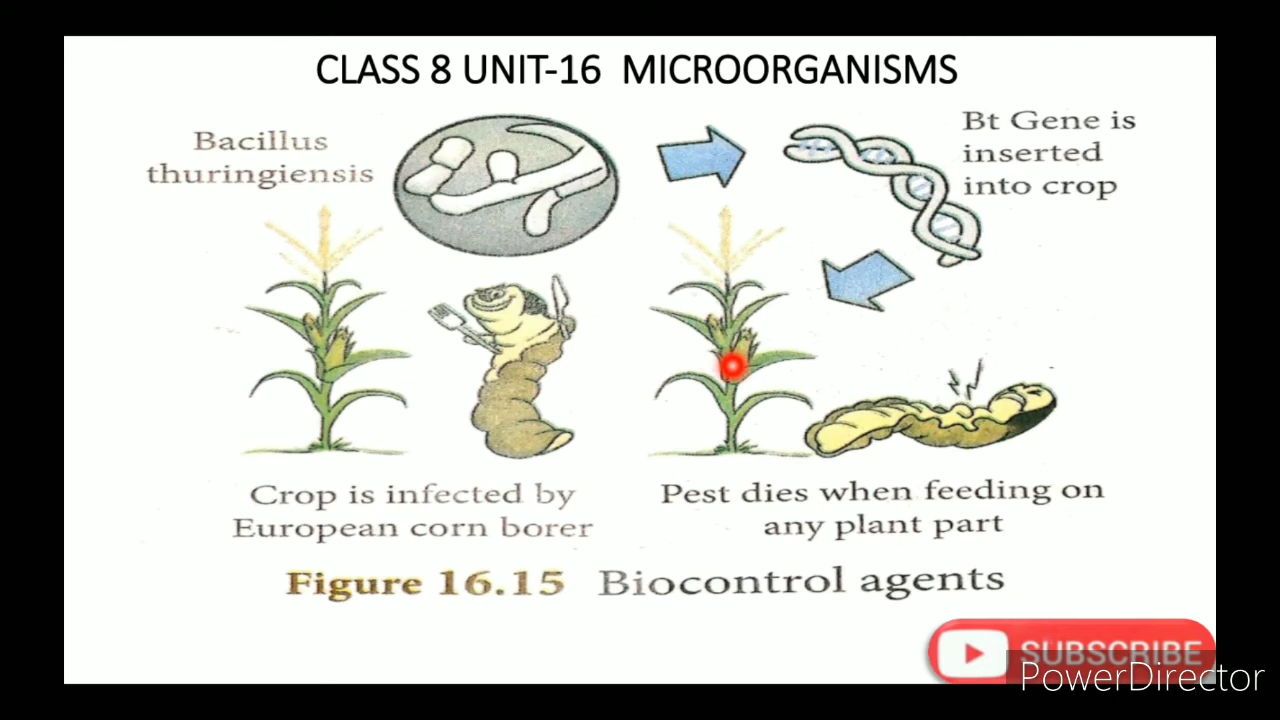 CLASS 8 UNIT-16 MICROORGANISMS
Bacillus
thuringiensis
Bt Gene is
inserted
into crop
Crop is infected by
European corn borer
Pest dies when feeding on
any plant part
Figure 16.15 Biocontrol agents
SUBSCRIBE
PowerDirector